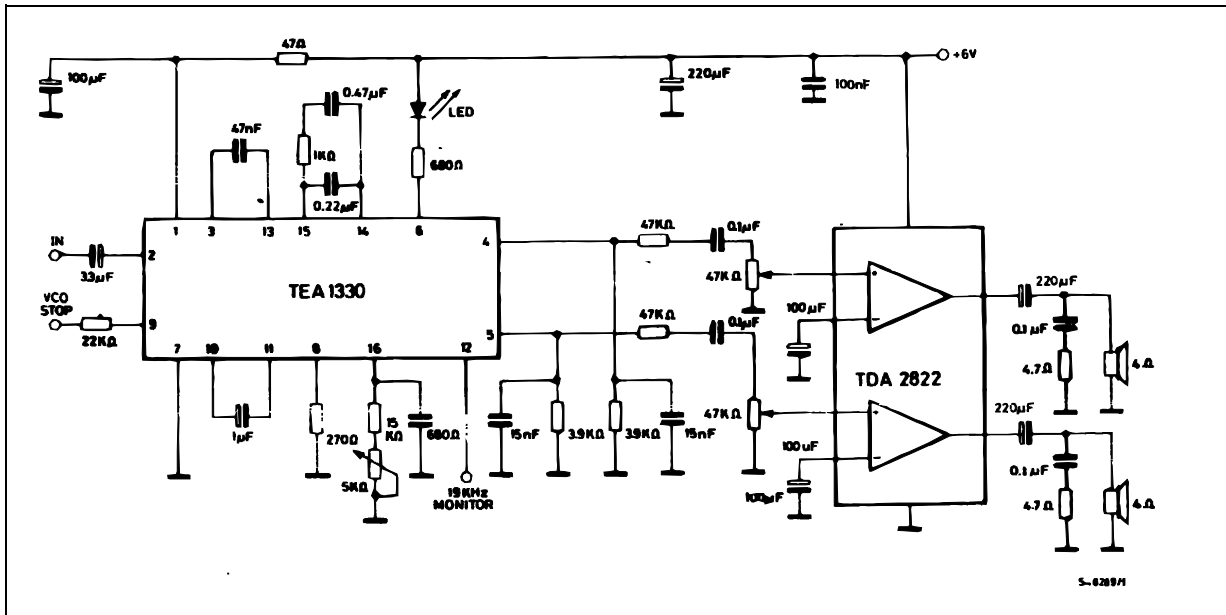 47Ω
+6V
100µF
220µF
100nF
0.47µF
LED
47nF
1KΩ
680Ω
0.22µF
1
3
13
15
14
6
4
47KΩ
0.1µF
IN
2
33µF
TEA1330
47KΩ
220µF
VCO
STOP
9
5
47KΩ
0.1µF
100µF
0.1µF
22KΩ
7
10
11
8
16
12
4.7Ω
4Ω
TDA 2822
1µF
270Ω
15
KΩ
680Ω
15nF
3.9KΩ
3.9KΩ
15nF
47KΩ
220µF
5KΩ
19KHz
MONITOR
100uF
100µF
0.1µF
4.7Ω
4Ω
S-6289/1